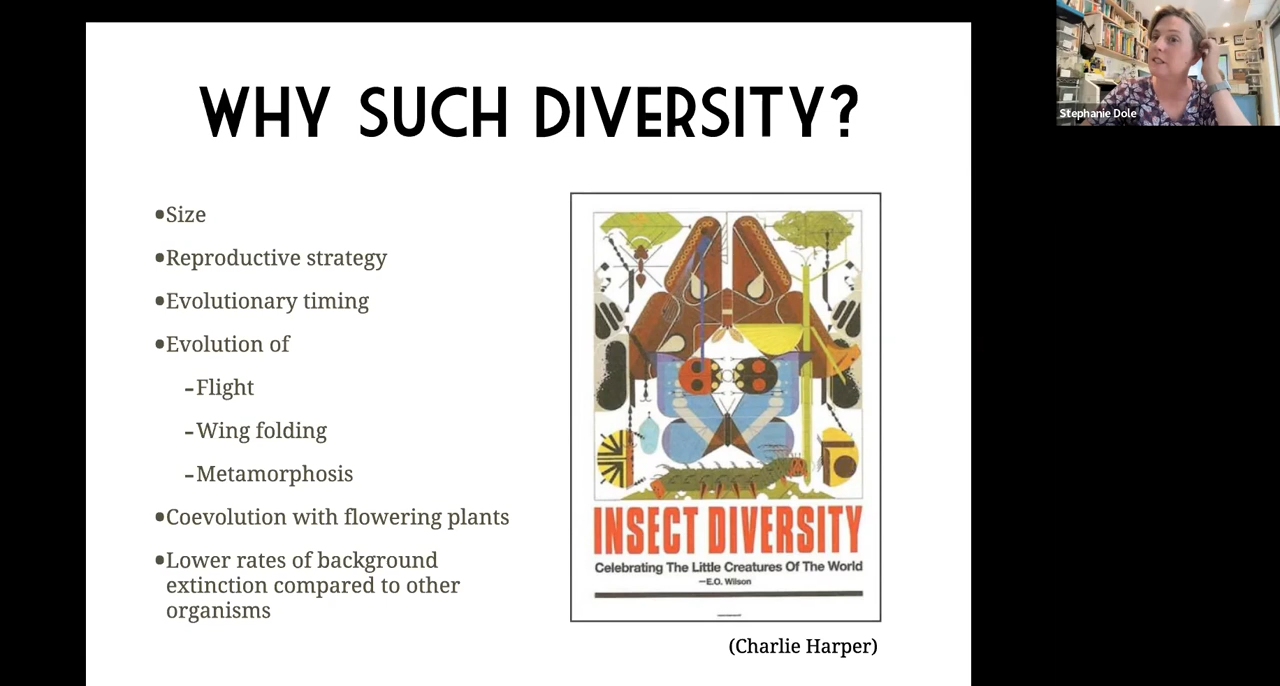 WHY SUCH DIVERSITY?
•Size
•Reproductive strategy
•Evolutionary timing
•Evolution of
–Flight
–Wing folding
–Metamorphosis
•Coevolution with flowering plants
•Lower rates of background
extinction compared to other
organisms
INSECT DIVERSITY
Celebrating The Little Creatures Of The World
—E.O. Wilson
(Charlie Harper)
Stephanie Dole